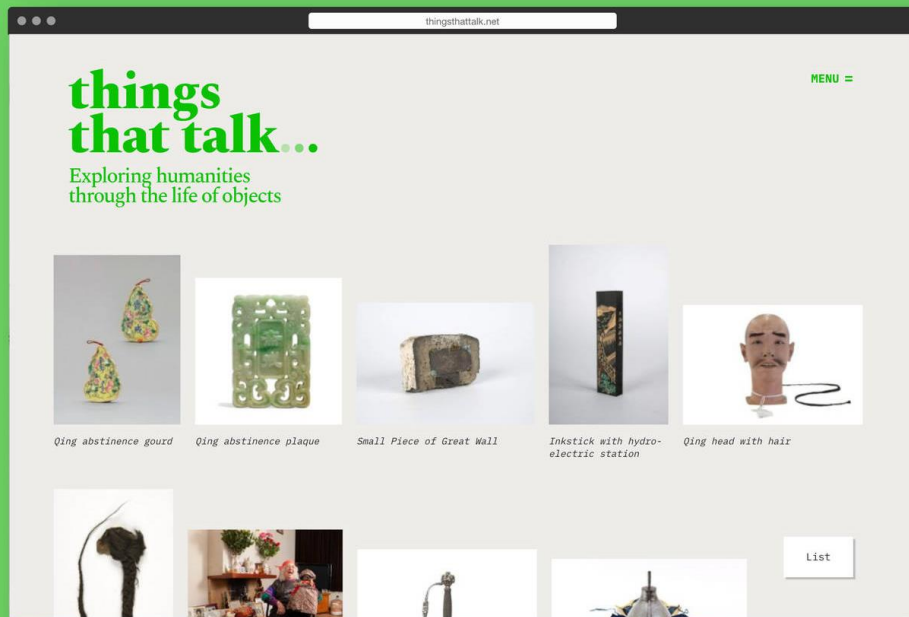 thingsthattalk.net
things
that talk...
Exploring humanities
through the life of objects
MENU =
Qing abstinence gourd
Qing abstinence plaque
Small Piece of Great Wall
Inkstick with hydro-
electric station
Qing head with hair
List